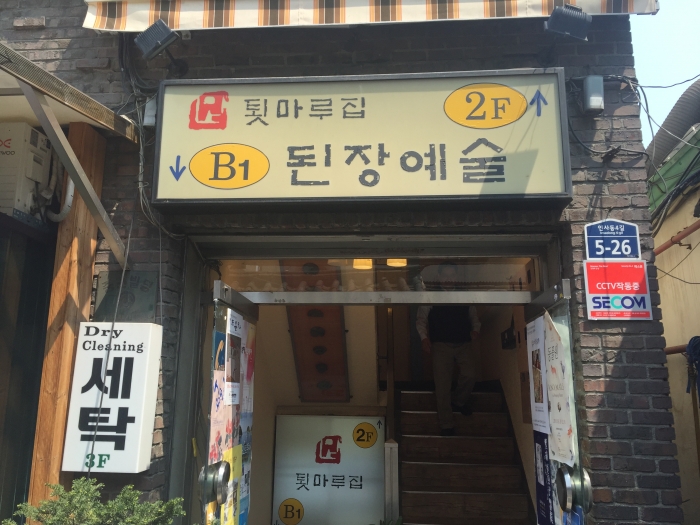 툇마루집 2F ↑
↓ B1 된장예술
인사동4길
5-26
CCTV작동중
SECOM
Dry
Cleaning
세탁
3F
2F ↑
툇마루집
B1